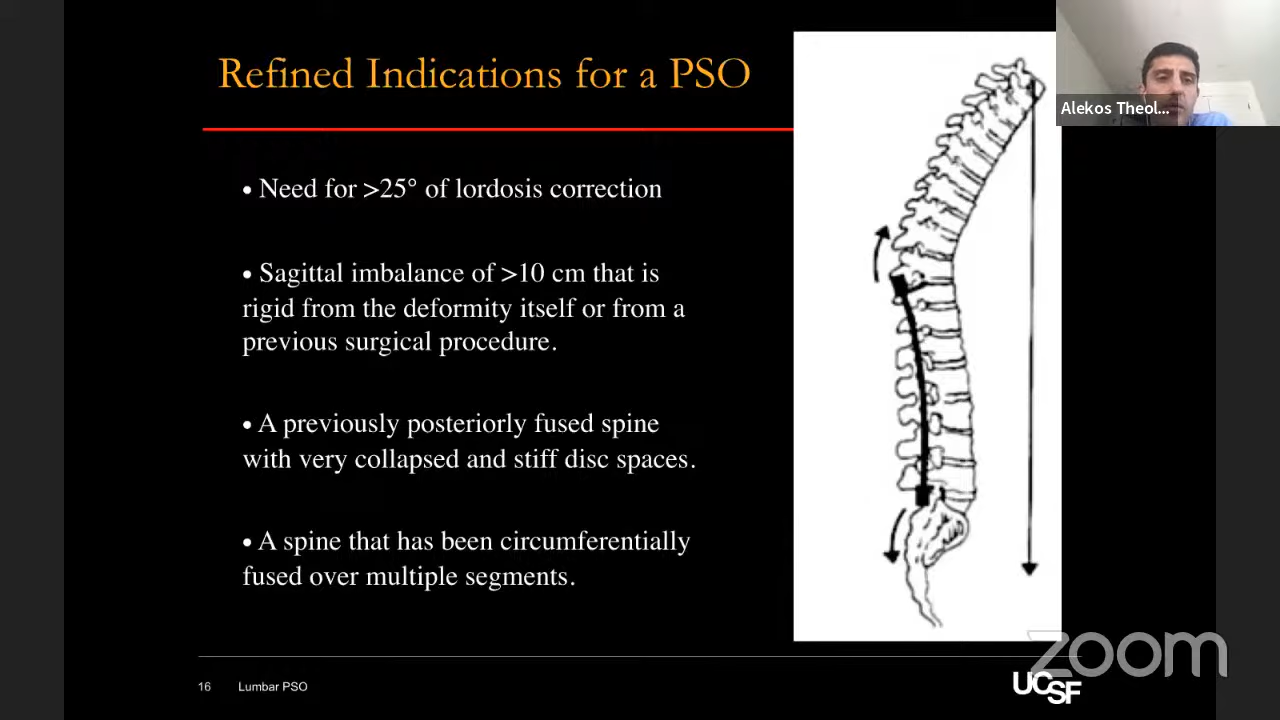 Refined Indications for a PSO
Alekos Theol...
• Need for >25° of lordosis correction
• Sagittal imbalance of >10 cm that is
rigid from the deformity itself or from a
previous surgical procedure.
• A previously posteriorly fused spine
with very collapsed and stiff disc spaces.
• A spine that has been circumferentially
fused over multiple segments.
zoom
16 Lumbar PSO
UCSF